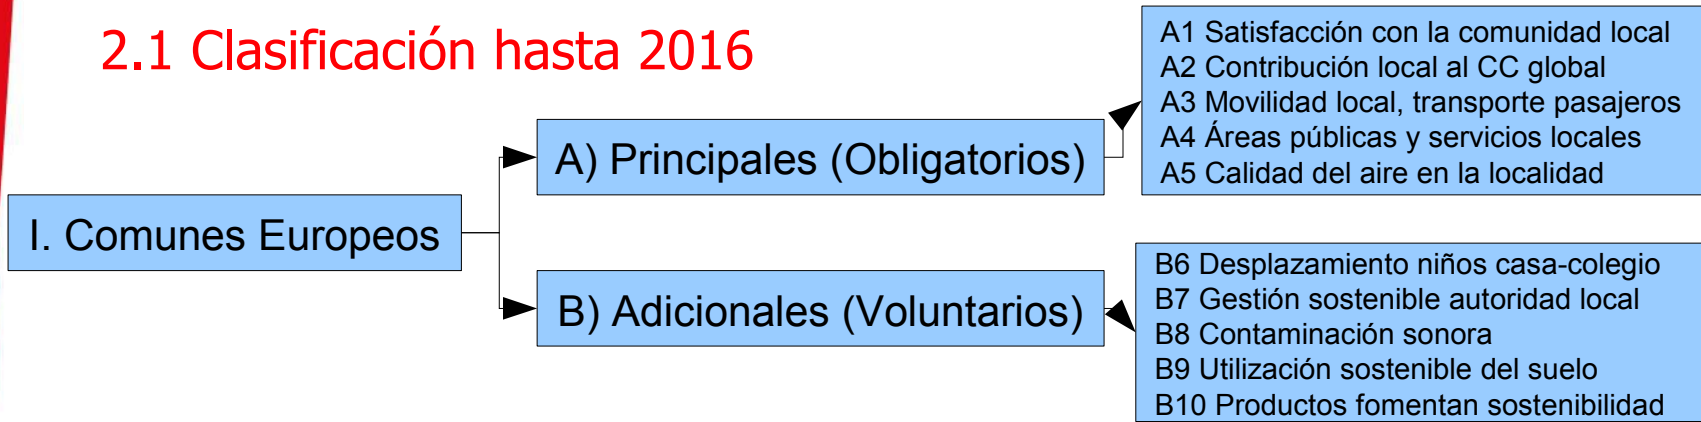 2.1 Clasificación hasta 2016
I. Comunes Europeos
A) Principales (Obligatorios)
A1 Satisfacción con la comunidad local
A2 Contribución local al CC global
A3 Movilidad local, transporte pasajeros
A4 Áreas públicas y servicios locales
A5 Calidad del aire en la localidad
B) Adicionales (Voluntarios)
B6 Desplazamiento niños casa-colegio
B7 Gestión sostenible autoridad local
B8 Contaminación sonora
B9 Utilización sostenible del suelo
B10 Productos fomentan sostenibilidad